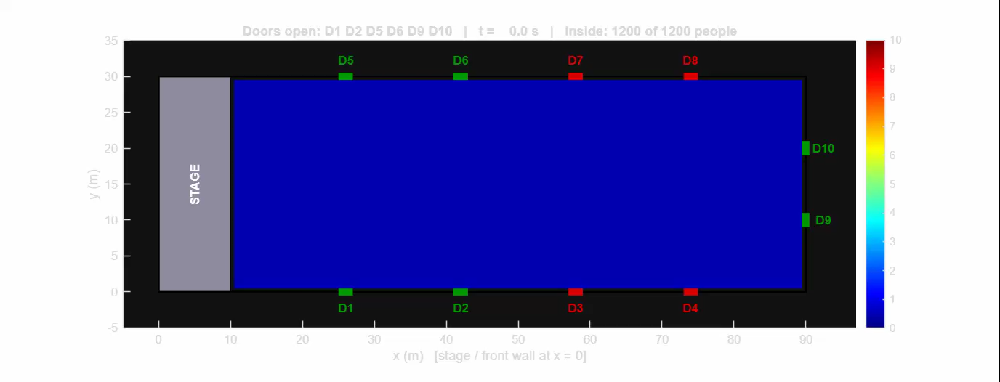 Doors open: D1 D2 D5 D6 D9 D10 | t = 0.0 s | inside: 1200 of 1200 people
35
30
25
20
15
10
5
0
-5
y (m)
D5
D6
D7
D8
STAGE
D10
D9
D1
D2
D3
D4
0
10
20
30
40
50
60
70
80
90
x (m) [stage / front wall at x = 0]
10
9
8
7
6
5
4
3
2
1
0